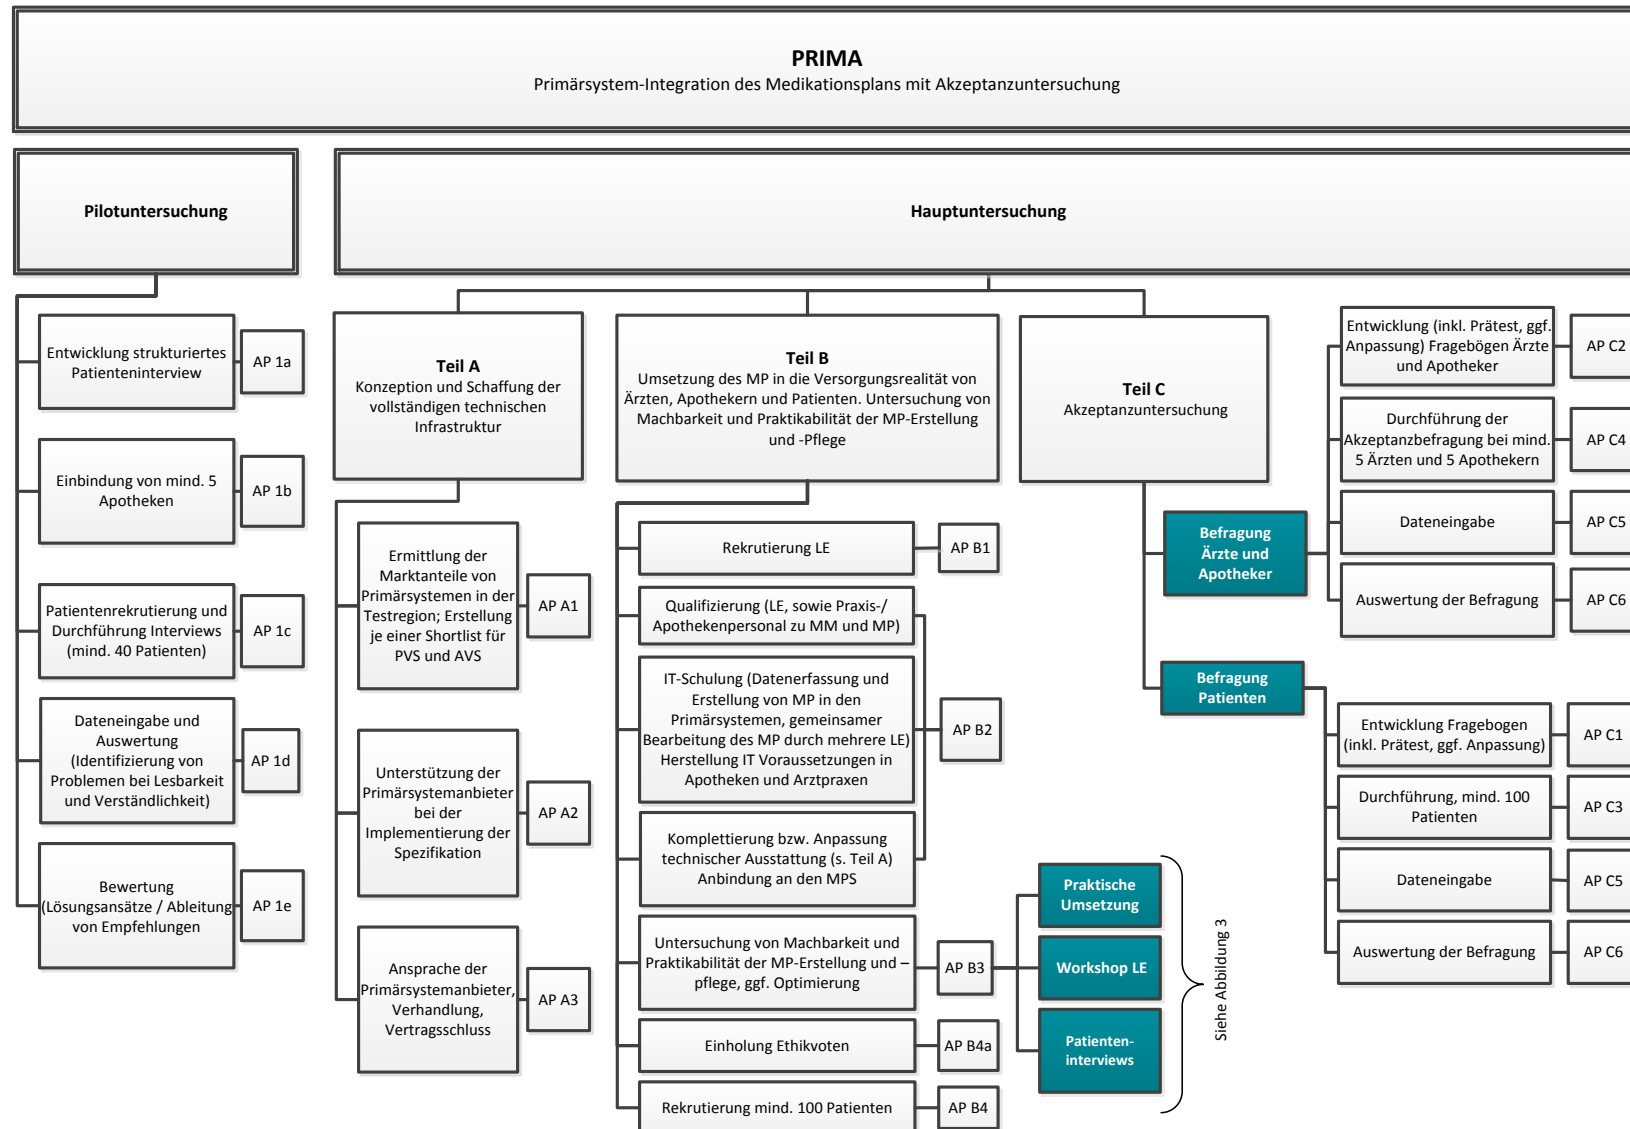 PRIMA
Primärsystem-Integration des Medikationsplans mit Akzeptanzuntersuchung
Pilotuntersuchung
Hauptuntersuchung
Entwicklung strukturiertes
Patienteninterview
AP 1a
Einbindung von mind. 5
Apotheken
AP 1b
Patientenrekrutierung und
Durchführung Interviews
(mind. 40 Patienten)
AP 1c
Dateneingabe und
Auswertung
(Identifizierung von
Problemen bei Lesbarkeit
und Verständlichkeit)
AP 1d
Bewertung
(Lösungsansätze / Ableitung
von Empfehlungen
AP 1e
Teil A
Konzeption und Schaffung der
vollständigen technischen
Infrastruktur
Ermittlung der
Marktanteile von
Primärsystemen in der
Testregion; Erstellung
je einer Shortlist für
PVS und AVS
AP A1
Unterstützung der
Primärsystemanbieter
bei der
Implementierung der
Spezifikation
AP A2
Ansprache der
Primärsystemanbieter,
Verhandlung,
Vertragsschluss
AP A3
Teil B
Umsetzung des MP in die Versorgungsrealität von
Ärzten, Apothekern und Patienten. Untersuchung von
Machbarkeit und Praktikabilität der MP-Erstellung
und -Pflege
Rekrutierung LE
AP B1
Qualifizierung (LE, sowie Praxis-/
Apothekenpersonal zu MM und MP)
IT-Schulung (Datenerfassung und
Erstellung von MP in den
Primärsystemen, gemeinsamer
Bearbeitung des MP durch mehrere LE)
Herstellung IT Voraussetzungen in
Apotheken und Arztpraxen
AP B2
Komplettierung bzw. Anpassung
technischer Ausstattung (s. Teil A)
Anbindung an den MPS
Untersuchung von Machbarkeit und
Praktikabilität der MP-Erstellung und –
pflege, ggf. Optimierung
AP B3
Praktische
Umsetzung
Workshop LE
Patienten-
interviews
Siehe Abbildung 3
Einholung Ethikvoten
AP B4a
Rekrutierung mind. 100 Patienten
AP B4
Teil C
Akzeptanzuntersuchung
Befragung
Ärzte und
Apotheker
Entwicklung (inkl. Prätest, ggf.
Anpassung) Fragebögen Ärzte
und Apotheker
AP C2
Durchführung der
Akzeptanzbefragung bei mind.
5 Ärzten und 5 Apothekern
AP C4
Dateneingabe
AP C5
Auswertung der Befragung
AP C6
Befragung
Patienten
Entwicklung Fragebogen
(inkl. Prätest, ggf. Anpassung)
AP C1
Durchführung, mind. 100
Patienten
AP C3
Dateneingabe
AP C5
Auswertung der Befragung
AP C6